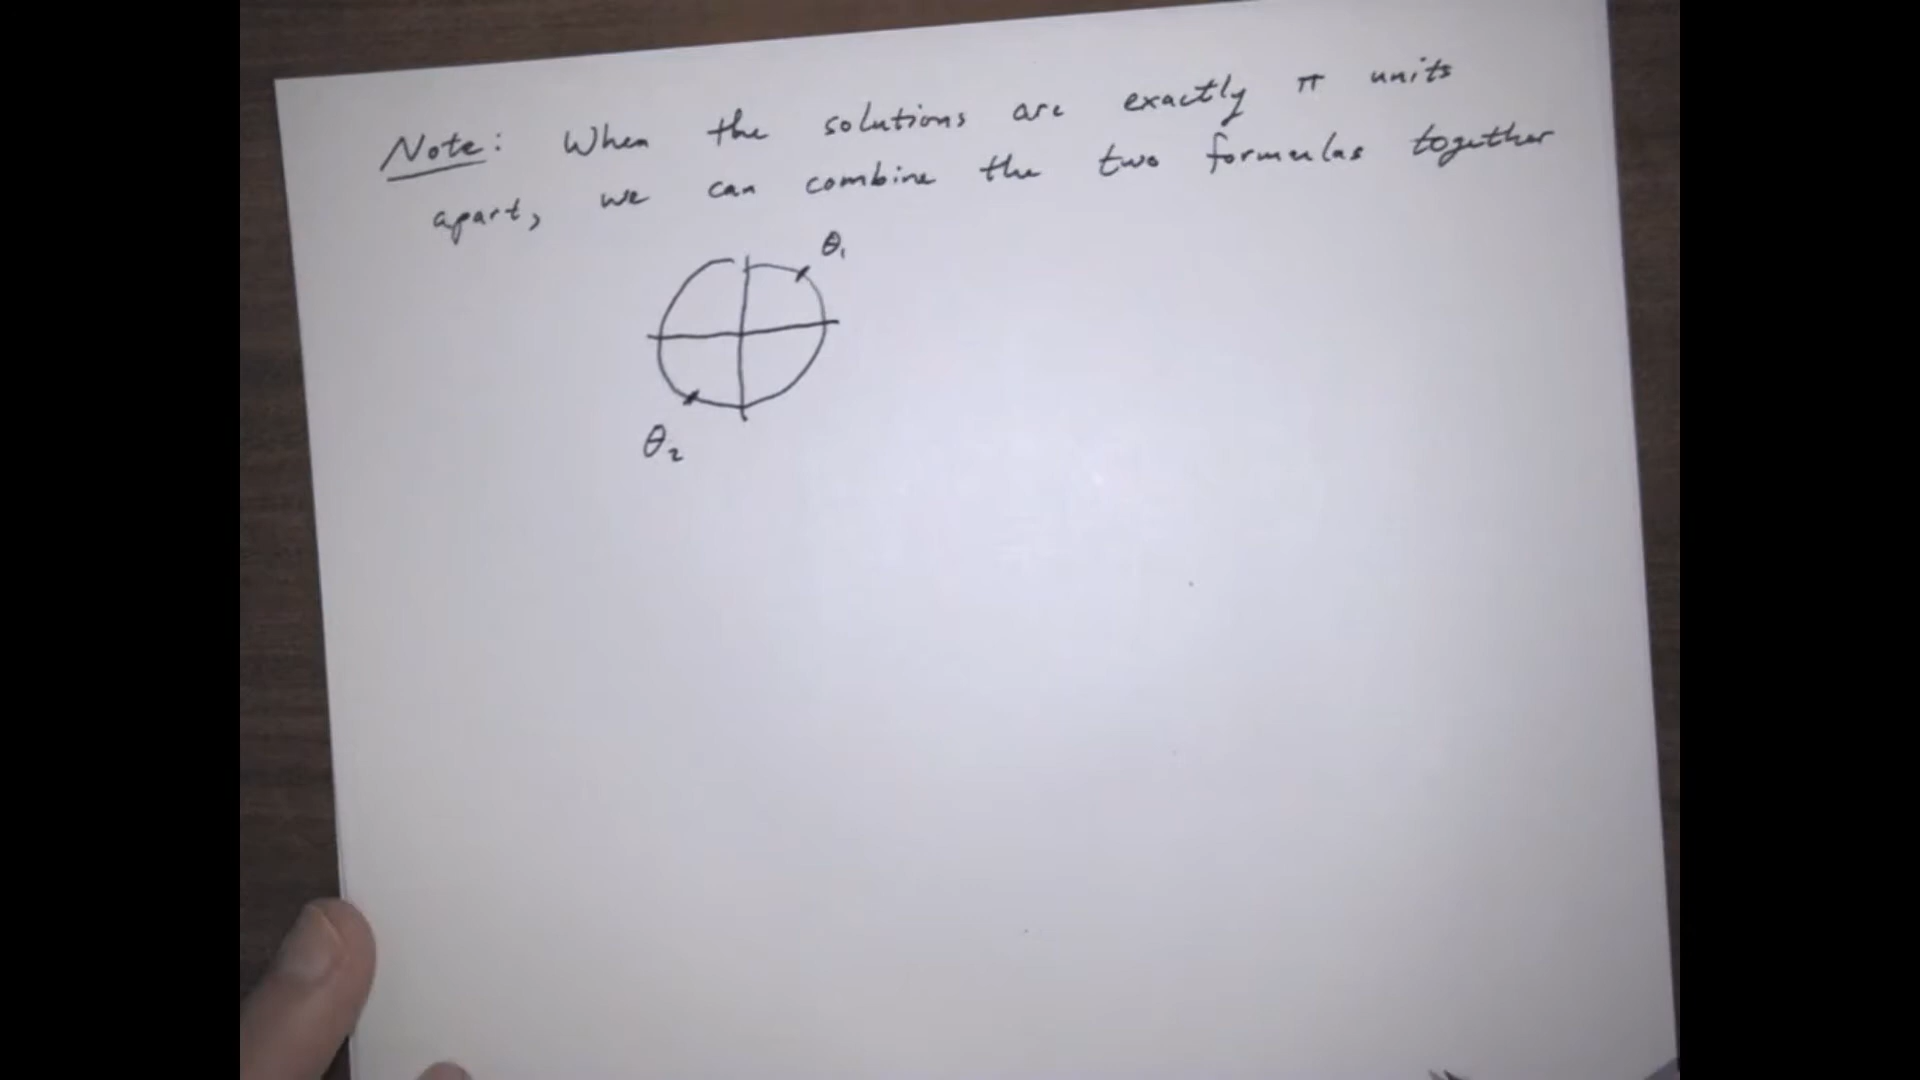 Note: When the solutions are exactly π units
apart, we can combine the two formulas together
θ₁
θ₂